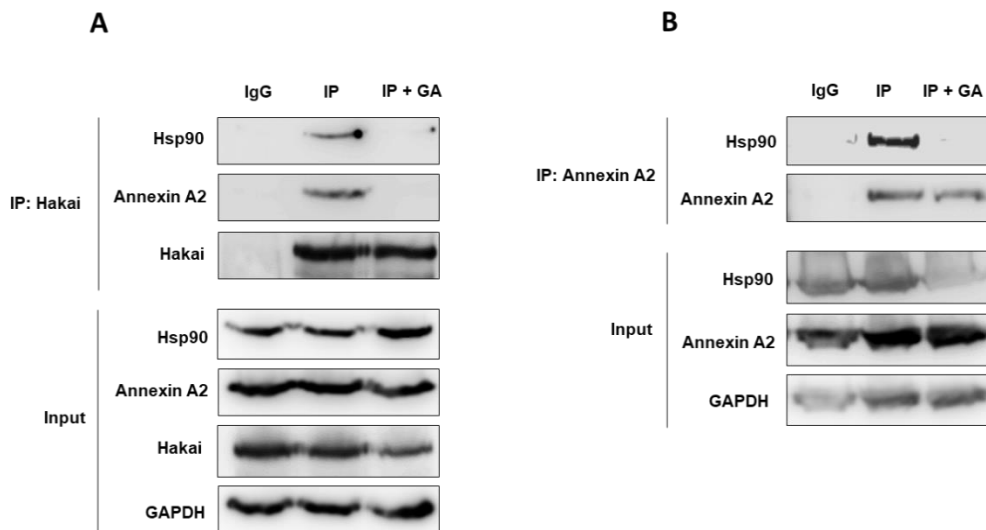 A
IgG IP IP + GA
IP: Hakai
Hsp90
Annexin A2
Hakai
Input
Hsp90
Annexin A2
Hakai
GAPDH
B
IgG IP IP + GA
IP: Annexin A2
Hsp90
Annexin A2
Input
Hsp90
Annexin A2
GAPDH